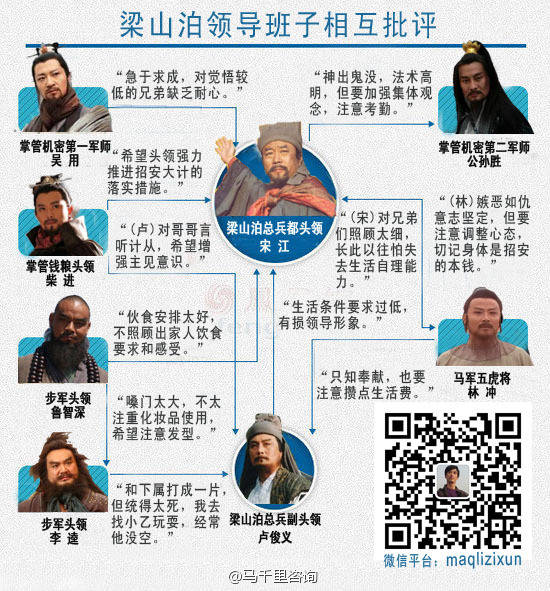 梁山泊领导班子相互批评
“急于求成，对觉悟较
低的兄弟缺乏耐心。”
“神出鬼没，法术高
明，但要加强集体观
念，注意考勤。”
掌管机密第一军师
吴 用
掌管机密第二军师
公孙胜
“希望头领强力
推进招安大计的
落实措施。”
梁山泊总兵都头领
宋 江
“（卢）对哥哥言
听计从，希望增
强主见意识。”
“（宋）对兄弟
们照顾太细，
长此以往怕失
去生活自理能
力。”
“（林）嫉恶如仇
意志坚定，但要
注意调整心态，
切记身体是招安
的本钱。”
掌管钱粮头领
柴 进
“伙食安排太好，
不照顾出家人饮食
要求和感受。”
“生活条件要求过低，
有损领导形象。”
步军头领
鲁智深
“只知奉献，也要
注意攒点生活费。”
马军五虎将
林 冲
“嗓门太大，不太
注重化妆品使用，
希望注意发型。”
步军头领
李 逵
“和下属打成一片，
但统得太死，我去
找小乙玩耍，经常
他没空。”
梁山泊总兵副头领
卢俊义
微信平台：maqlizixun
@马千里咨询